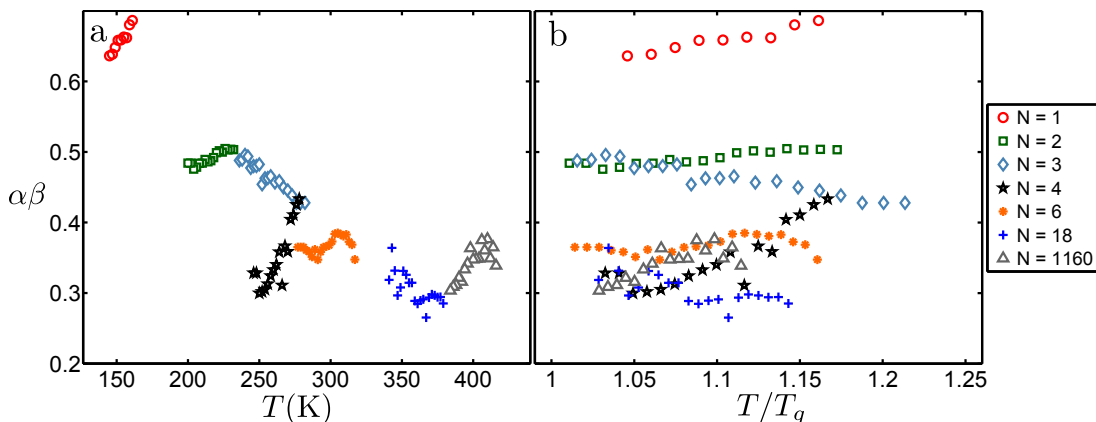 a
b
αβ
0.6
0.5
0.4
0.3
0.2
150
200
250
300
350
400
T(K)
1
1.05
1.1
1.15
1.2
1.25
T/Tg
N = 1
N = 2
N = 3
N = 4
N = 6
N = 18
N = 1160